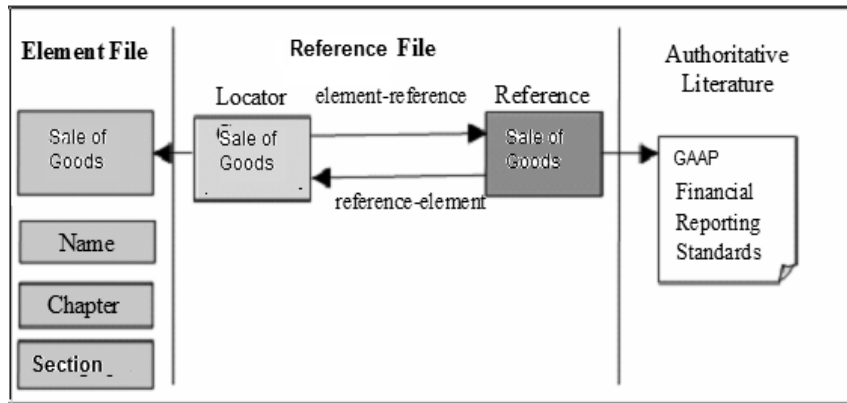 Element File
Reference File
Authoritative
Literature
Locator
element-reference
Reference
Sale of
Goods
Sale of
Goods
Sale of
Goods
reference-element
GAAP
Financial
Reporting
Standards
Name
Chapter
Section